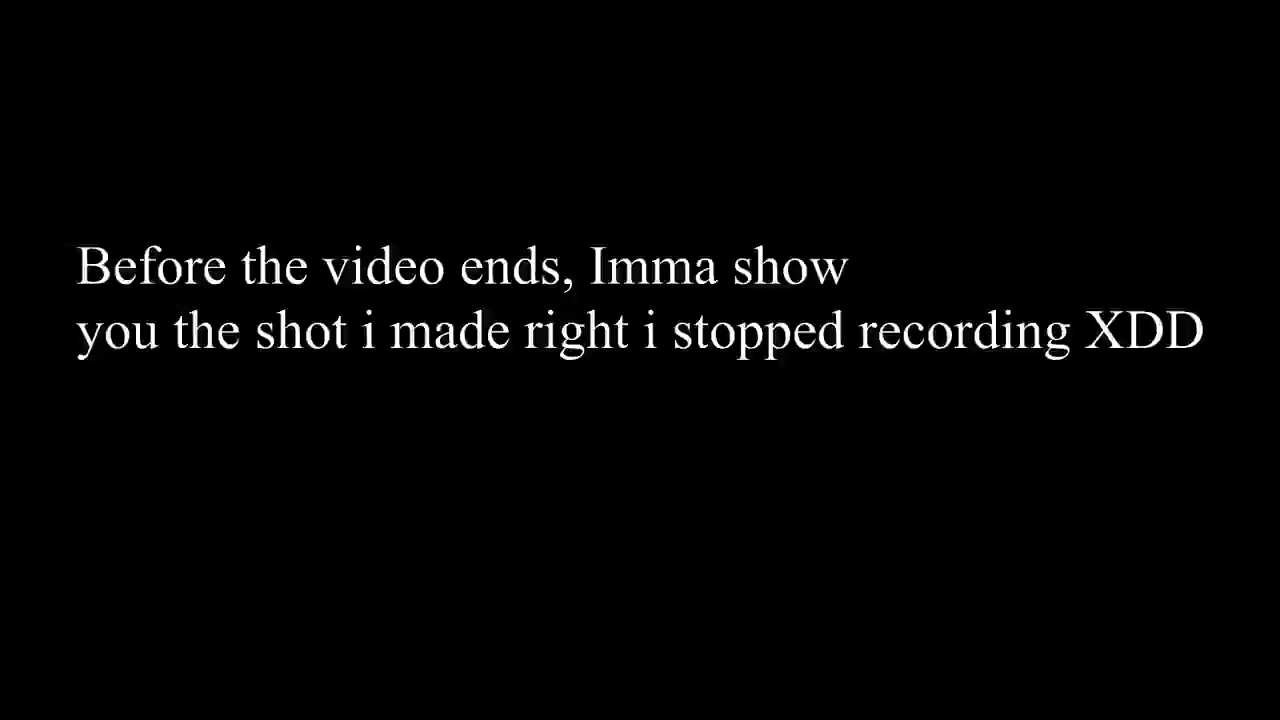 Before the video ends, Imma show
you the shot i made right i stopped recording XDD